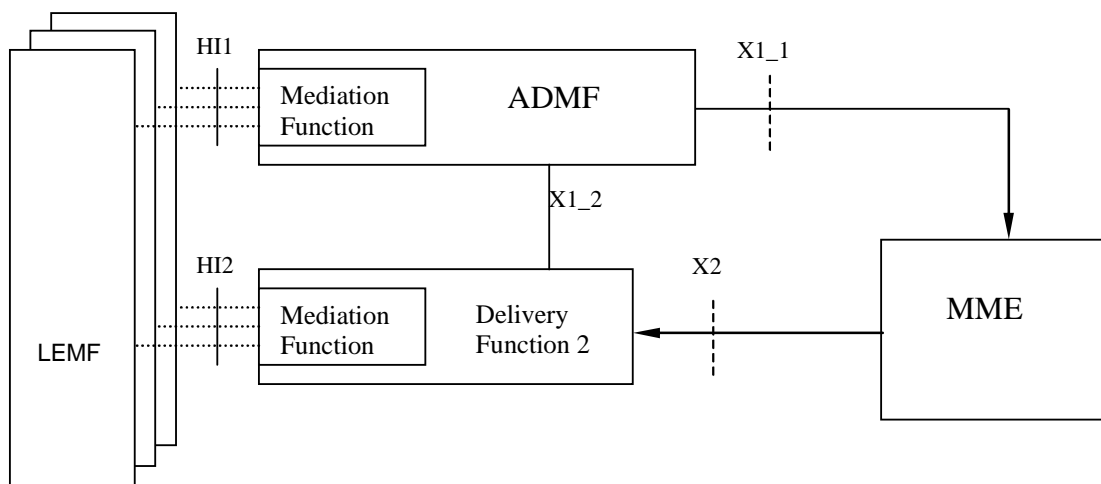 HI1
X1_1
Mediation
Function
ADMF
X1_2
HI2
X2
Mediation
Function
Delivery
Function 2
MME
LEMF